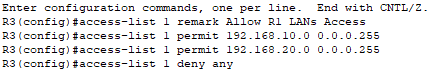 Enter configuration commands, one per line.  End with CNTL/Z.
R3(config)#access-list 1 remark Allow R1 LANs Access
R3(config)#access-list 1 permit 192.168.10.0 0.0.0.255
R3(config)#access-list 1 permit 192.168.20.0 0.0.0.255
R3(config)#access-list 1 deny any